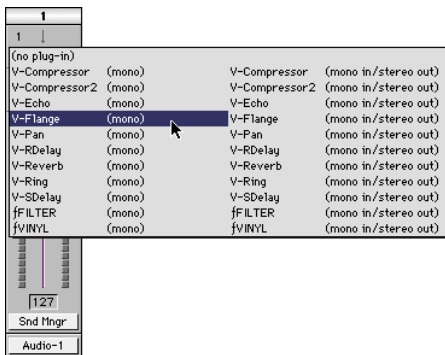 1
1 ↓
(no plug-in)
V-Compressor (mono) V-Compressor (mono in/stereo out)
V-Compressor2 (mono) V-Compressor2 (mono in/stereo out)
V-Echo (mono) V-Echo (mono in/stereo out)
V-Flange (mono) V-Flange (mono in/stereo out)
V-Pan (mono) V-Pan (mono in/stereo out)
V-RDelay (mono) V-RDelay (mono in/stereo out)
V-Reverb (mono) V-Reverb (mono in/stereo out)
V-Ring (mono) V-Ring (mono in/stereo out)
V-SDelay (mono) V-SDelay (mono in/stereo out)
ƒFILTER (mono) ƒFILTER (mono in/stereo out)
ƒVINYL (mono) ƒVINYL (mono in/stereo out)
127
Snd Mngr
Audio-1